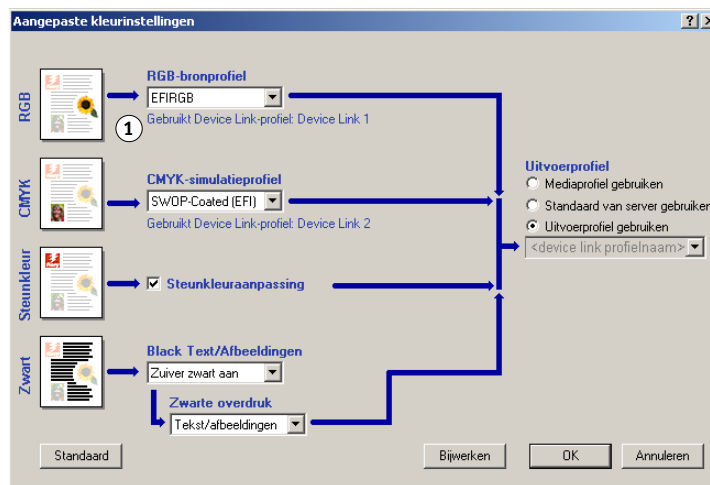 Aangepaste kleurinstellingen
RGB
RGB-bronprofiel
EFIRGB
Gebruikt Device Link-profiel: Device Link 1
1
CMYK
CMYK-simulatieprofiel
SWOP-Coated (EFI)
Gebruikt Device Link-profiel: Device Link 2
Uitvoerprofiel
Mediaprofiel gebruiken
Standaard van server gebruiken
Uitvoerprofiel gebruiken
<device link profielnaam>
Steunkleur
Steunkleuraanpassing
Zwart
Black Text/Afbeeldingen
Zuiver zwart aan
Zwarte overdruk
Tekst/afbeeldingen
Standaard
Bijwerken
OK
Annuleren